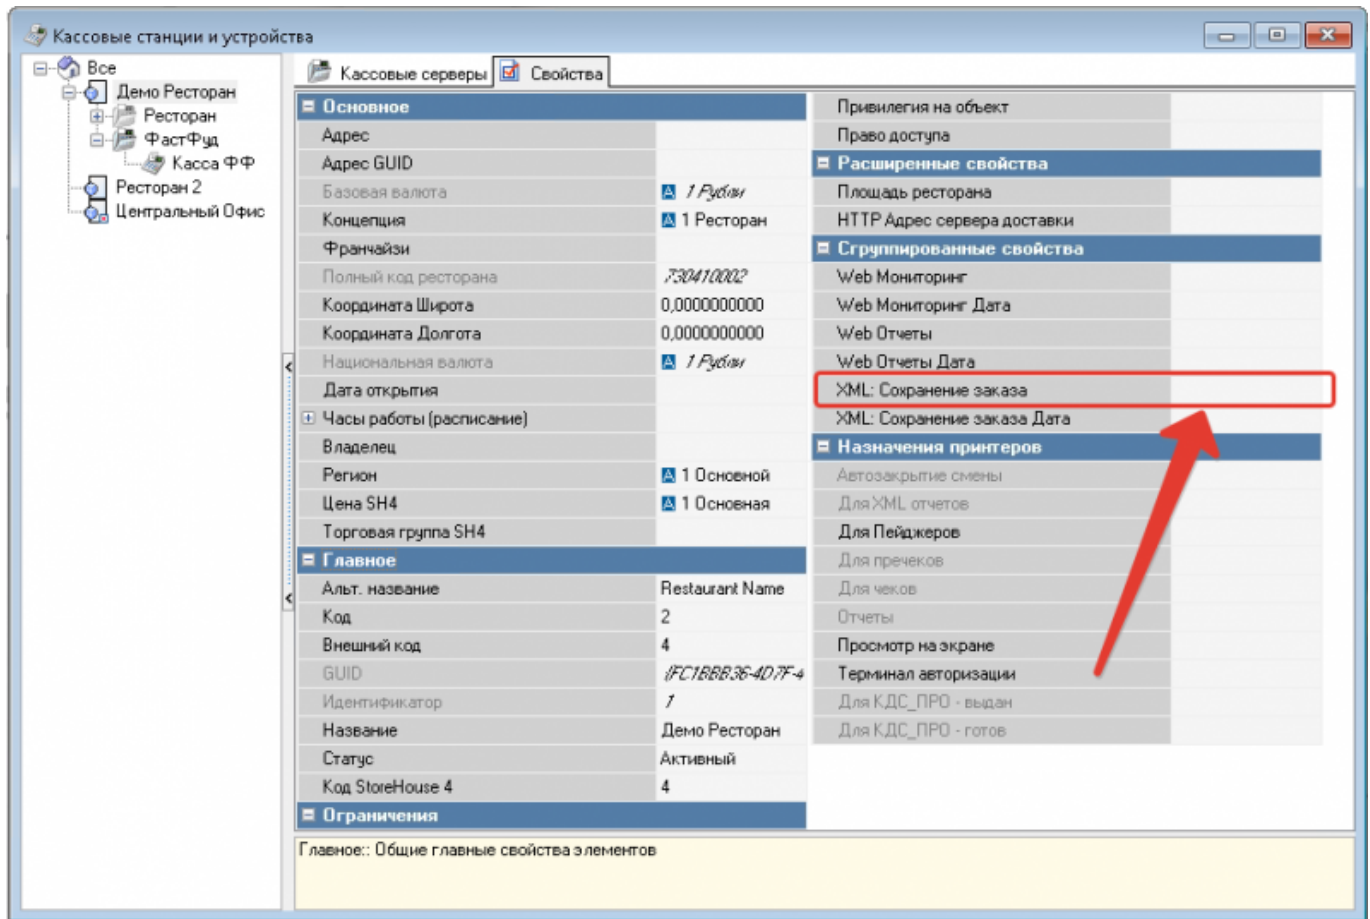 Кассовые станции и устройства
Все
Демо Ресторан
Ресторан
ФастФуд
Касса ФФ
Ресторан 2
Центральный Офис
Кассовые серверы Свойства
Основное
Адрес
Адрес GUID
Базовая валюта 1 Рубли
Концепция 1 Ресторан
Франчайзи
Полный код ресторана 730410002
Координата Широта 0,0000000000
Координата Долгота 0,0000000000
Национальная валюта 1 Рубли
Дата открытия
Часы работы (расписание)
Владелец
Регион 1 Основной
Цена SH4 1 Основная
Торговая группа SH4
Главное
Альт. название Restaurant Name
Код 2
Внешний код 4
GUID {FC1BBB36-4D7F-4
Идентификатор 1
Название Демо Ресторан
Статус Активный
Код StoreHouse 4 4
Ограничения
Привилегия на объект
Право доступа
Расширенные свойства
Площадь ресторана
HTTP Адрес сервера доставки
Сгруппированные свойства
Web Мониторинг
Web Мониторинг Дата
Web Отчеты
Web Отчеты Дата
XML: Сохранение заказа
XML: Сохранение заказа Дата
Назначения принтеров
Автозакрытие смены
Для XML отчетов
Для Пейджеров
Для пречеков
Для чеков
Отчеты
Просмотр на экране
Терминал авторизации
Для КДС_ПРО - выдан
Для КДС_ПРО - готов
Главное:: Общие главные свойства элементов